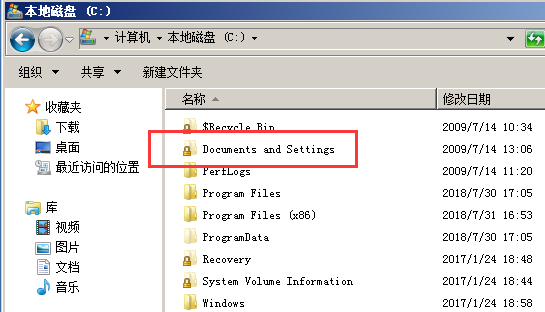 本地磁盘 (C:)
计算机 本地磁盘 (C:)
组织 共享 新建文件夹
收藏夹
下载
桌面
最近访问的位置
库
视频
图片
文档
音乐
名称 修改日期
$Recycle.Bin 2009/7/14 10:34
Documents and Settings 2009/7/14 13:06
PerfLogs 2009/7/14 11:20
Program Files 2018/7/30 17:05
Program Files (x86) 2018/7/31 16:53
ProgramData 2018/7/30 17:05
Recovery 2017/1/24 18:48
System Volume Information 2017/1/24 18:44
Windows 2017/1/24 18:58